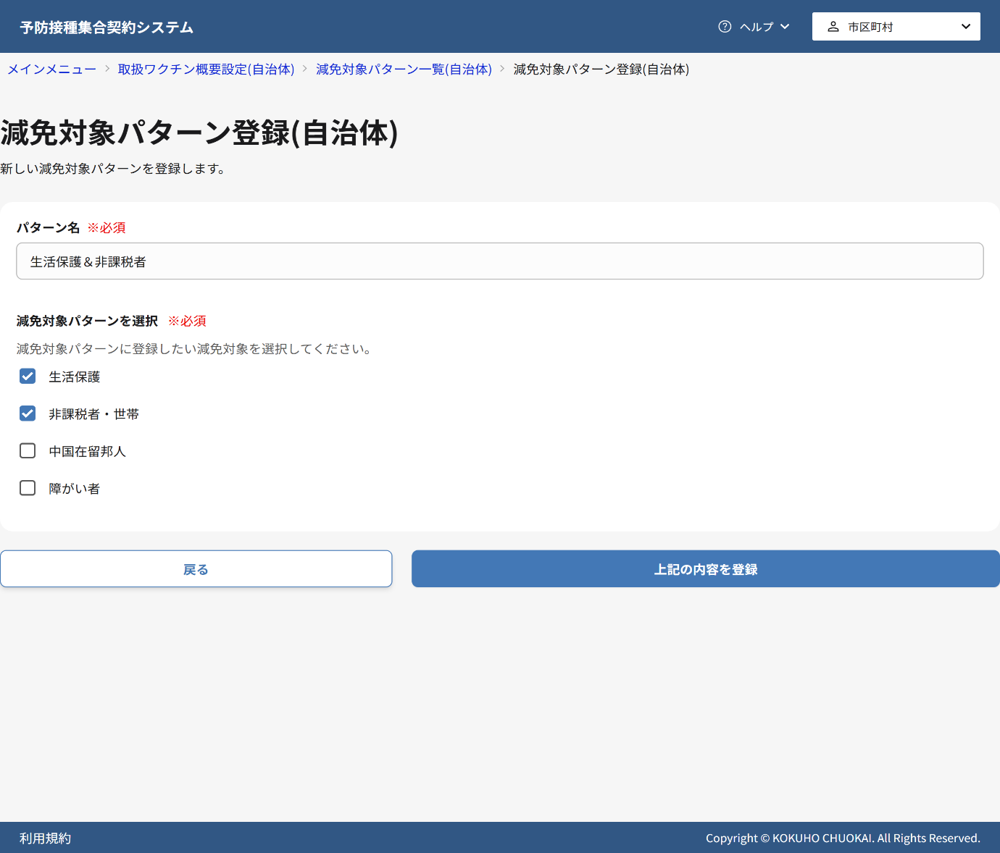 予防接種集合契約システム
ヘルプ
市区町村
メインメニュー > 取扱ワクチン概要設定(自治体) > 減免対象パターン一覧(自治体) > 減免対象パターン登録(自治体)
減免対象パターン登録(自治体)
新しい減免対象パターンを登録します。
パターン名 ※必須
生活保護＆非課税者
減免対象パターンを選択 ※必須
減免対象パターンに登録したい減免対象を選択してください。
生活保護
非課税者・世帯
中国在留邦人
障がい者
戻る
上記の内容を登録
利用規約
Copyright © KOKUHO CHUOKAI. All Rights Reserved.